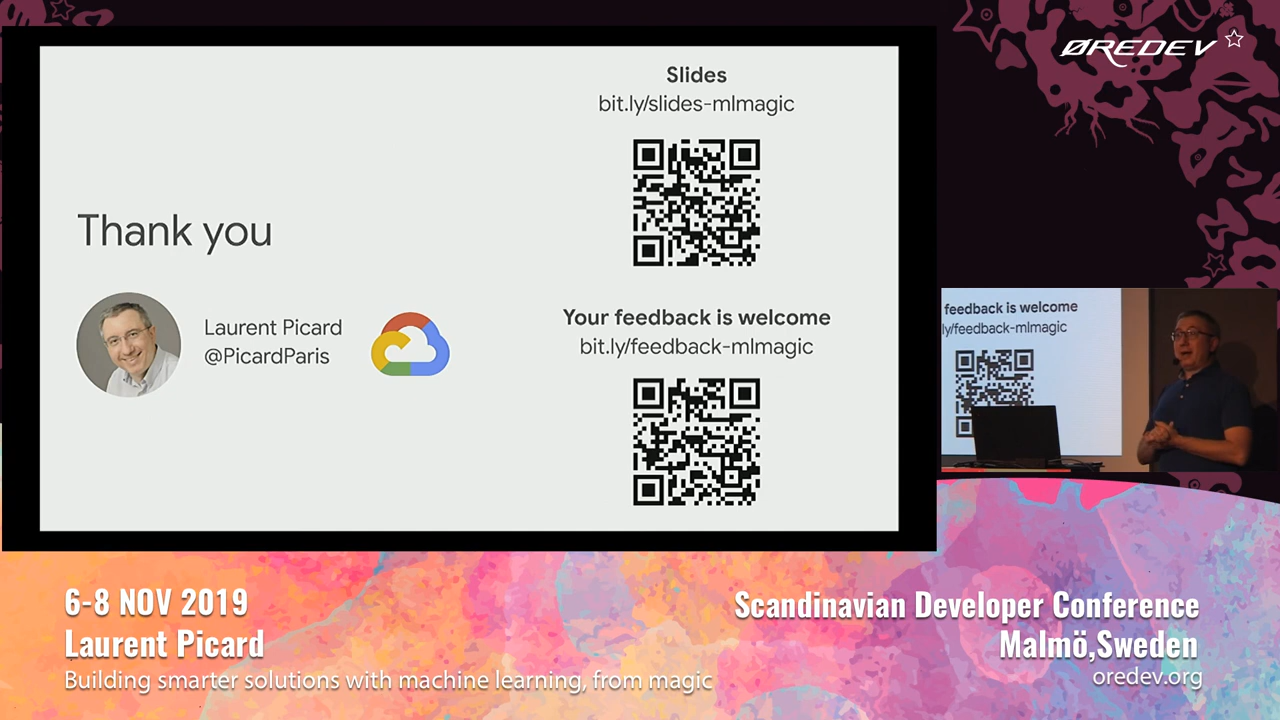 ØREDEV
Slides
bit.ly/slides-mlmagic
Thank you
Laurent Picard
@PicardParis
Your feedback is welcome
bit.ly/feedback-mlmagic
feedback is welcome
ly/feedback-mlmagic
6-8 NOV 2019
Laurent Picard
Building smarter solutions with machine learning, from magic
Scandinavian Developer Conference
Malmö,Sweden
oredev.org